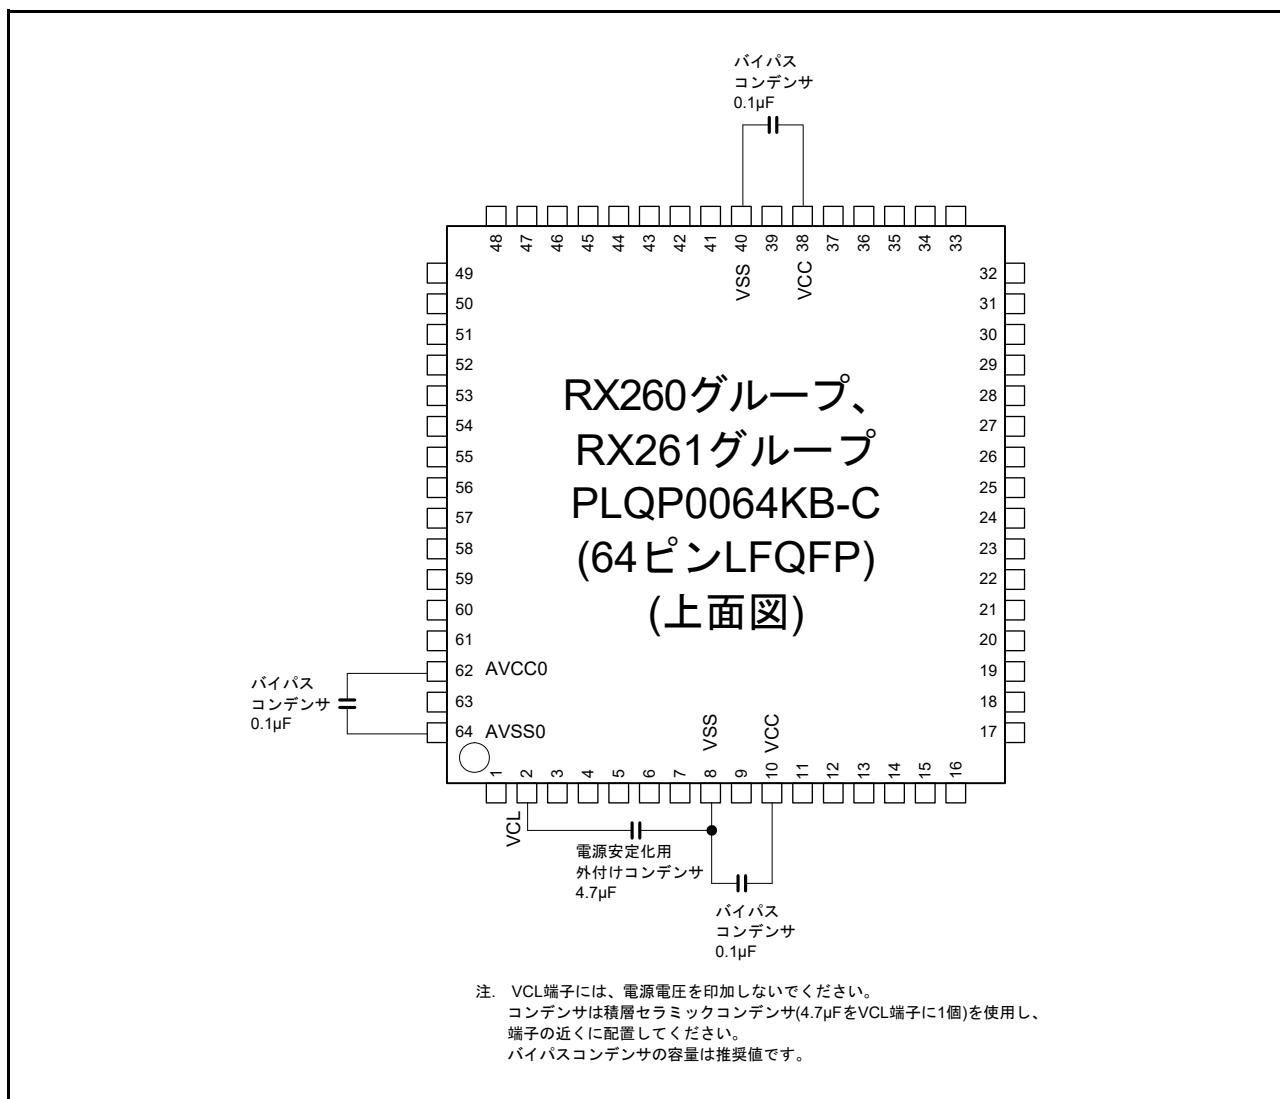 バイパス
コンデンサ
0.1µF
48 47 46 45 44 43 42 41 40 39 38 37 36 35 34 33
VSS VCC
49
50
51
52
53
54
55
56
57
58
59
60
61
62 AVCC0
63
64 AVSS0
32
31
30
29
28
27
26
25
24
23
22
21
20
19
18
17
RX260グループ、
RX261グループ
PLQP0064KB-C
(64ピンLFQFP)
(上面図)
バイパス
コンデンサ
0.1µF
VSS VCC
1 2 3 4 5 6 7 8 9 10 11 12 13 14 15 16
VCL
電源安定化用
外付けコンデンサ
4.7µF
バイパス
コンデンサ
0.1µF
注. VCL端子には、電源電圧を印加しないでください。
コンデンサは積層セラミックコンデンサ(4.7µFをVCL端子に1個)を使用し、
端子の近くに配置してください。
バイパスコンデンサの容量は推奨値です。